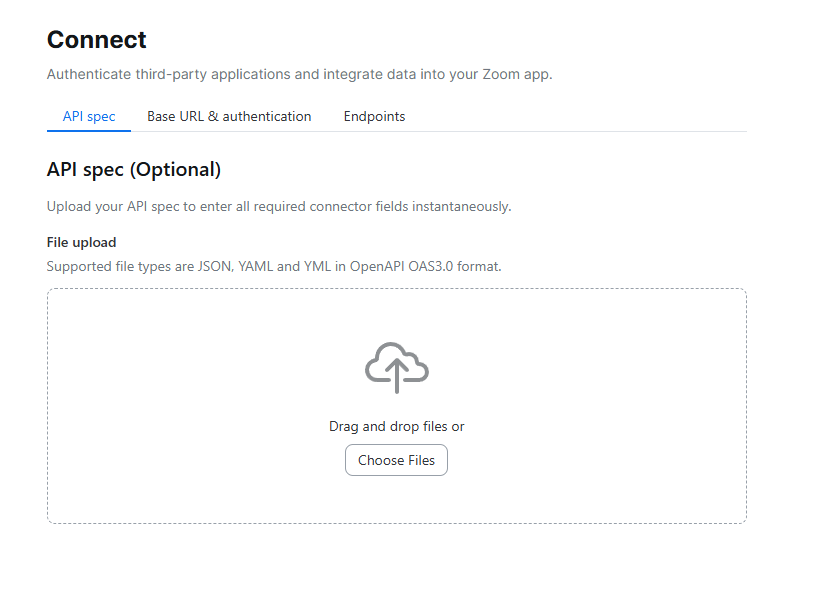 Connect
Authenticate third-party applications and integrate data into your Zoom app.
API spec
Base URL & authentication
Endpoints
API spec (Optional)
Upload your API spec to enter all required connector fields instantaneously.
File upload
Supported file types are JSON, YAML and YML in OpenAPI OAS3.0 format.
Drag and drop files or
Choose Files